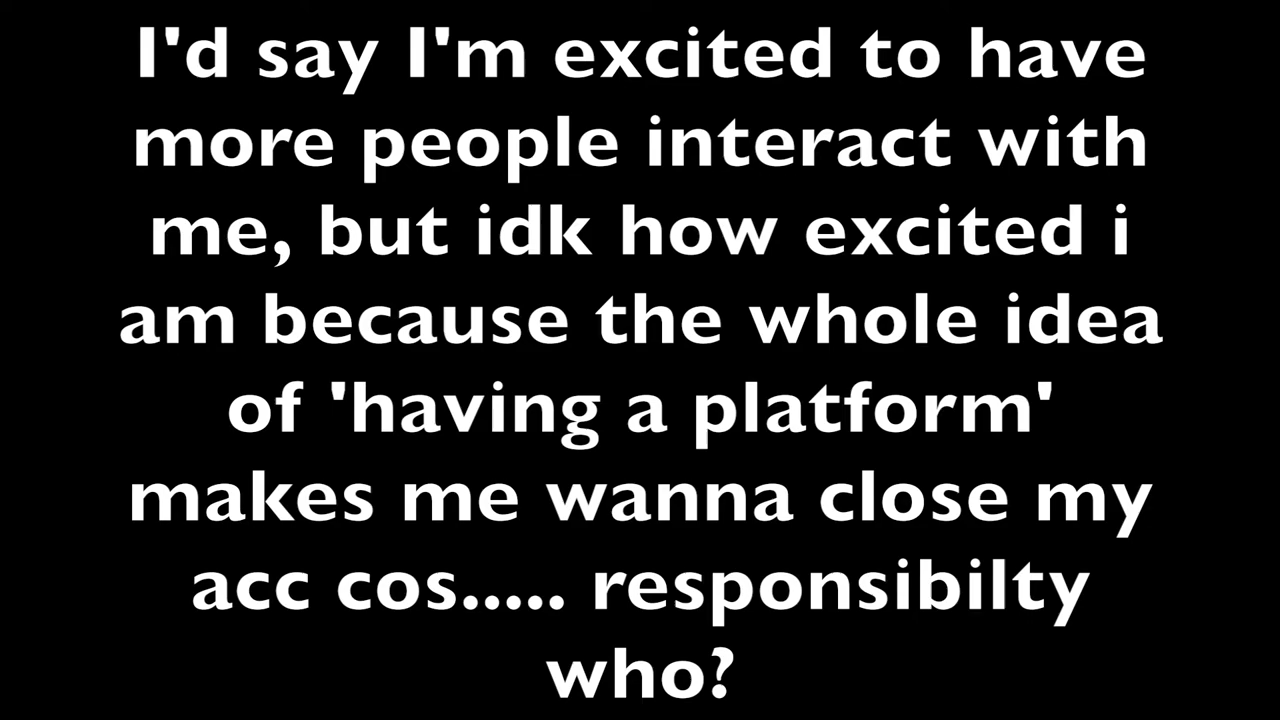 I'd say I'm excited to have
more people interact with
me, but idk how excited i
am because the whole idea
of 'having a platform'
makes me wanna close my
acc cos..... responsibilty
who?